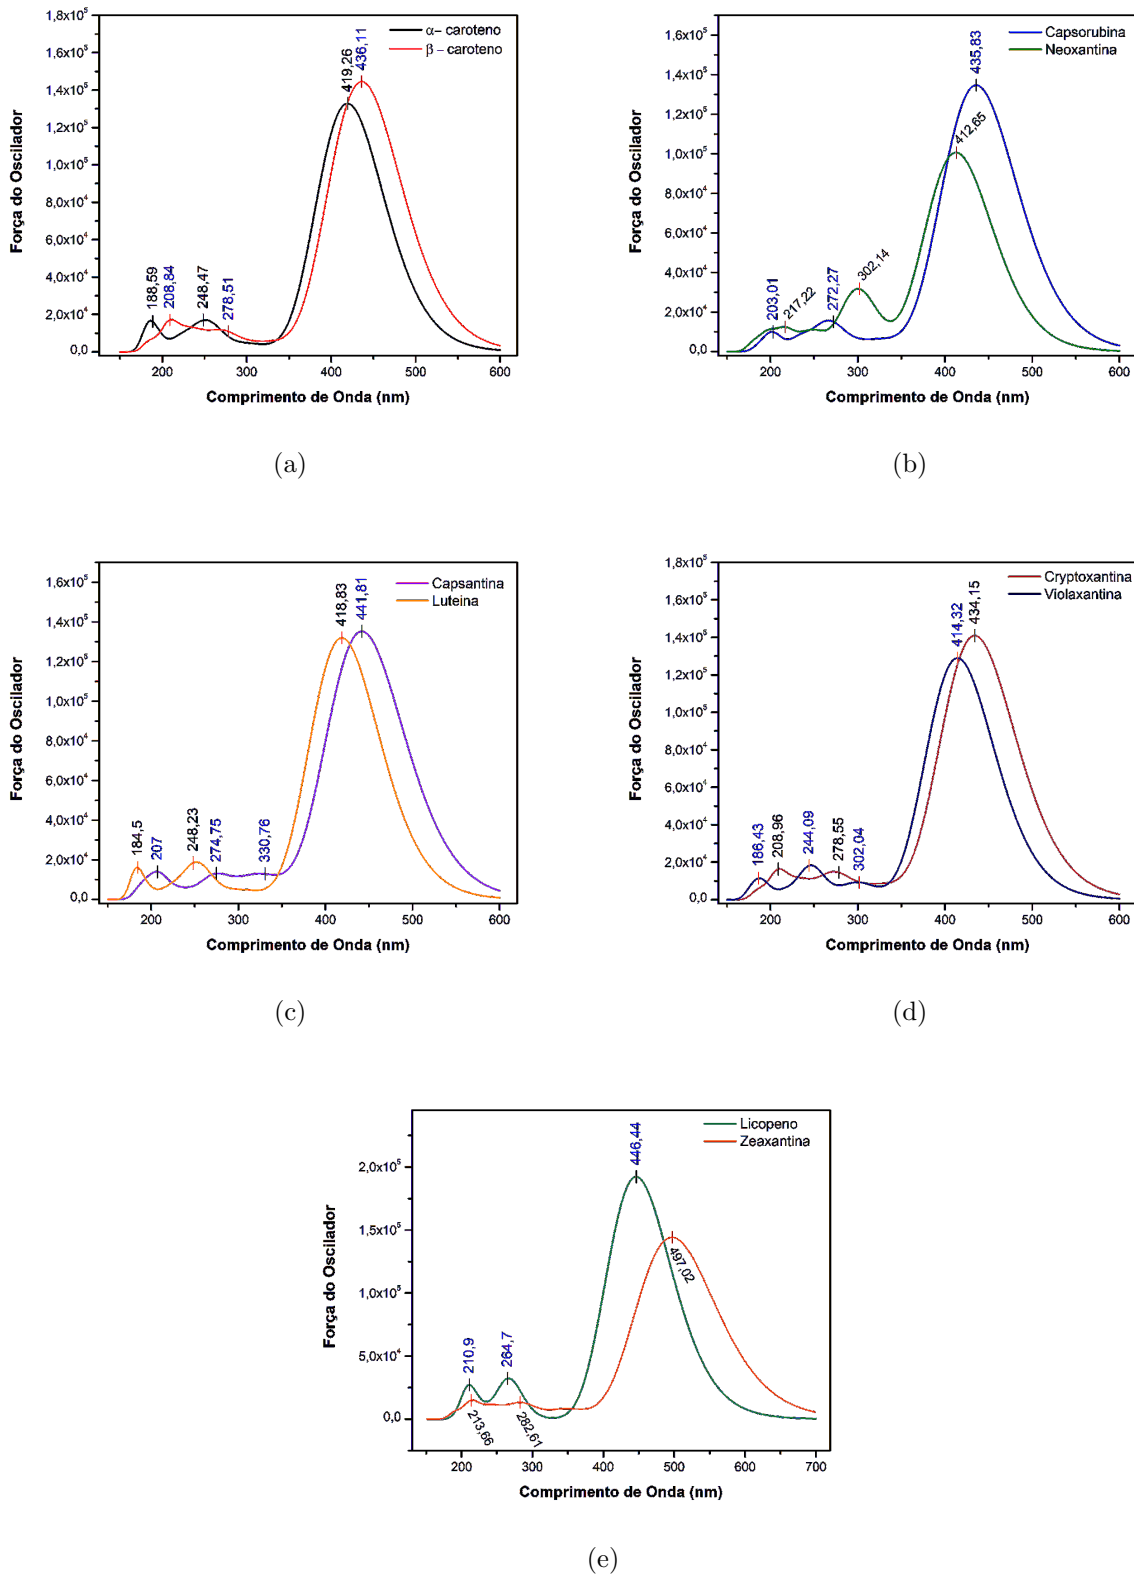 1,8x10⁵
1,6x10⁵
1,4x10⁵
1,2x10⁵
1,0x10⁵
8,0x10⁴
6,0x10⁴
4,0x10⁴
2,0x10⁴
0,0
Força do Oscilador
α– caroteno
β – caroteno
188,59
208,84
248,47
278,51
419,26
436,11
200 300 400 500 600
Comprimento de Onda (nm)
(a)
1,8x10⁵
1,6x10⁵
1,4x10⁵
1,2x10⁵
1,0x10⁵
8,0x10⁴
6,0x10⁴
4,0x10⁴
2,0x10⁴
0,0
Força do Oscilador
Capsorubina
Neoxantina
203,01
217,22
272,27
302,14
412,65
435,83
200 300 400 500 600
Comprimento de Onda (nm)
(b)
1,6x10⁵
1,4x10⁵
1,2x10⁵
1,0x10⁵
8,0x10⁴
6,0x10⁴
4,0x10⁴
2,0x10⁴
0,0
Força do Oscilador
Capsantina
Luteina
184,5
207
248,23
274,75
330,76
418,83
441,81
200 300 400 500 600
Comprimento de Onda (nm)
(c)
1,8x10⁵
1,6x10⁵
1,4x10⁵
1,2x10⁵
1,0x10⁵
8,0x10⁴
6,0x10⁴
4,0x10⁴
2,0x10⁴
0,0
Força do Oscilador
Cryptoxantina
Violaxantina
186,43
208,96
244,09
278,55
302,04
414,32
434,15
200 300 400 500 600
Comprimento de Onda (nm)
(d)
2,0x10⁵
1,5x10⁵
1,0x10⁵
5,0x10⁴
0,0
Força do Oscilador
Licopeno
Zeaxantina
210,9
213,66
264,7
282,61
446,44
497,02
200 300 400 500 600 700
Comprimento de Onda (nm)
(e)